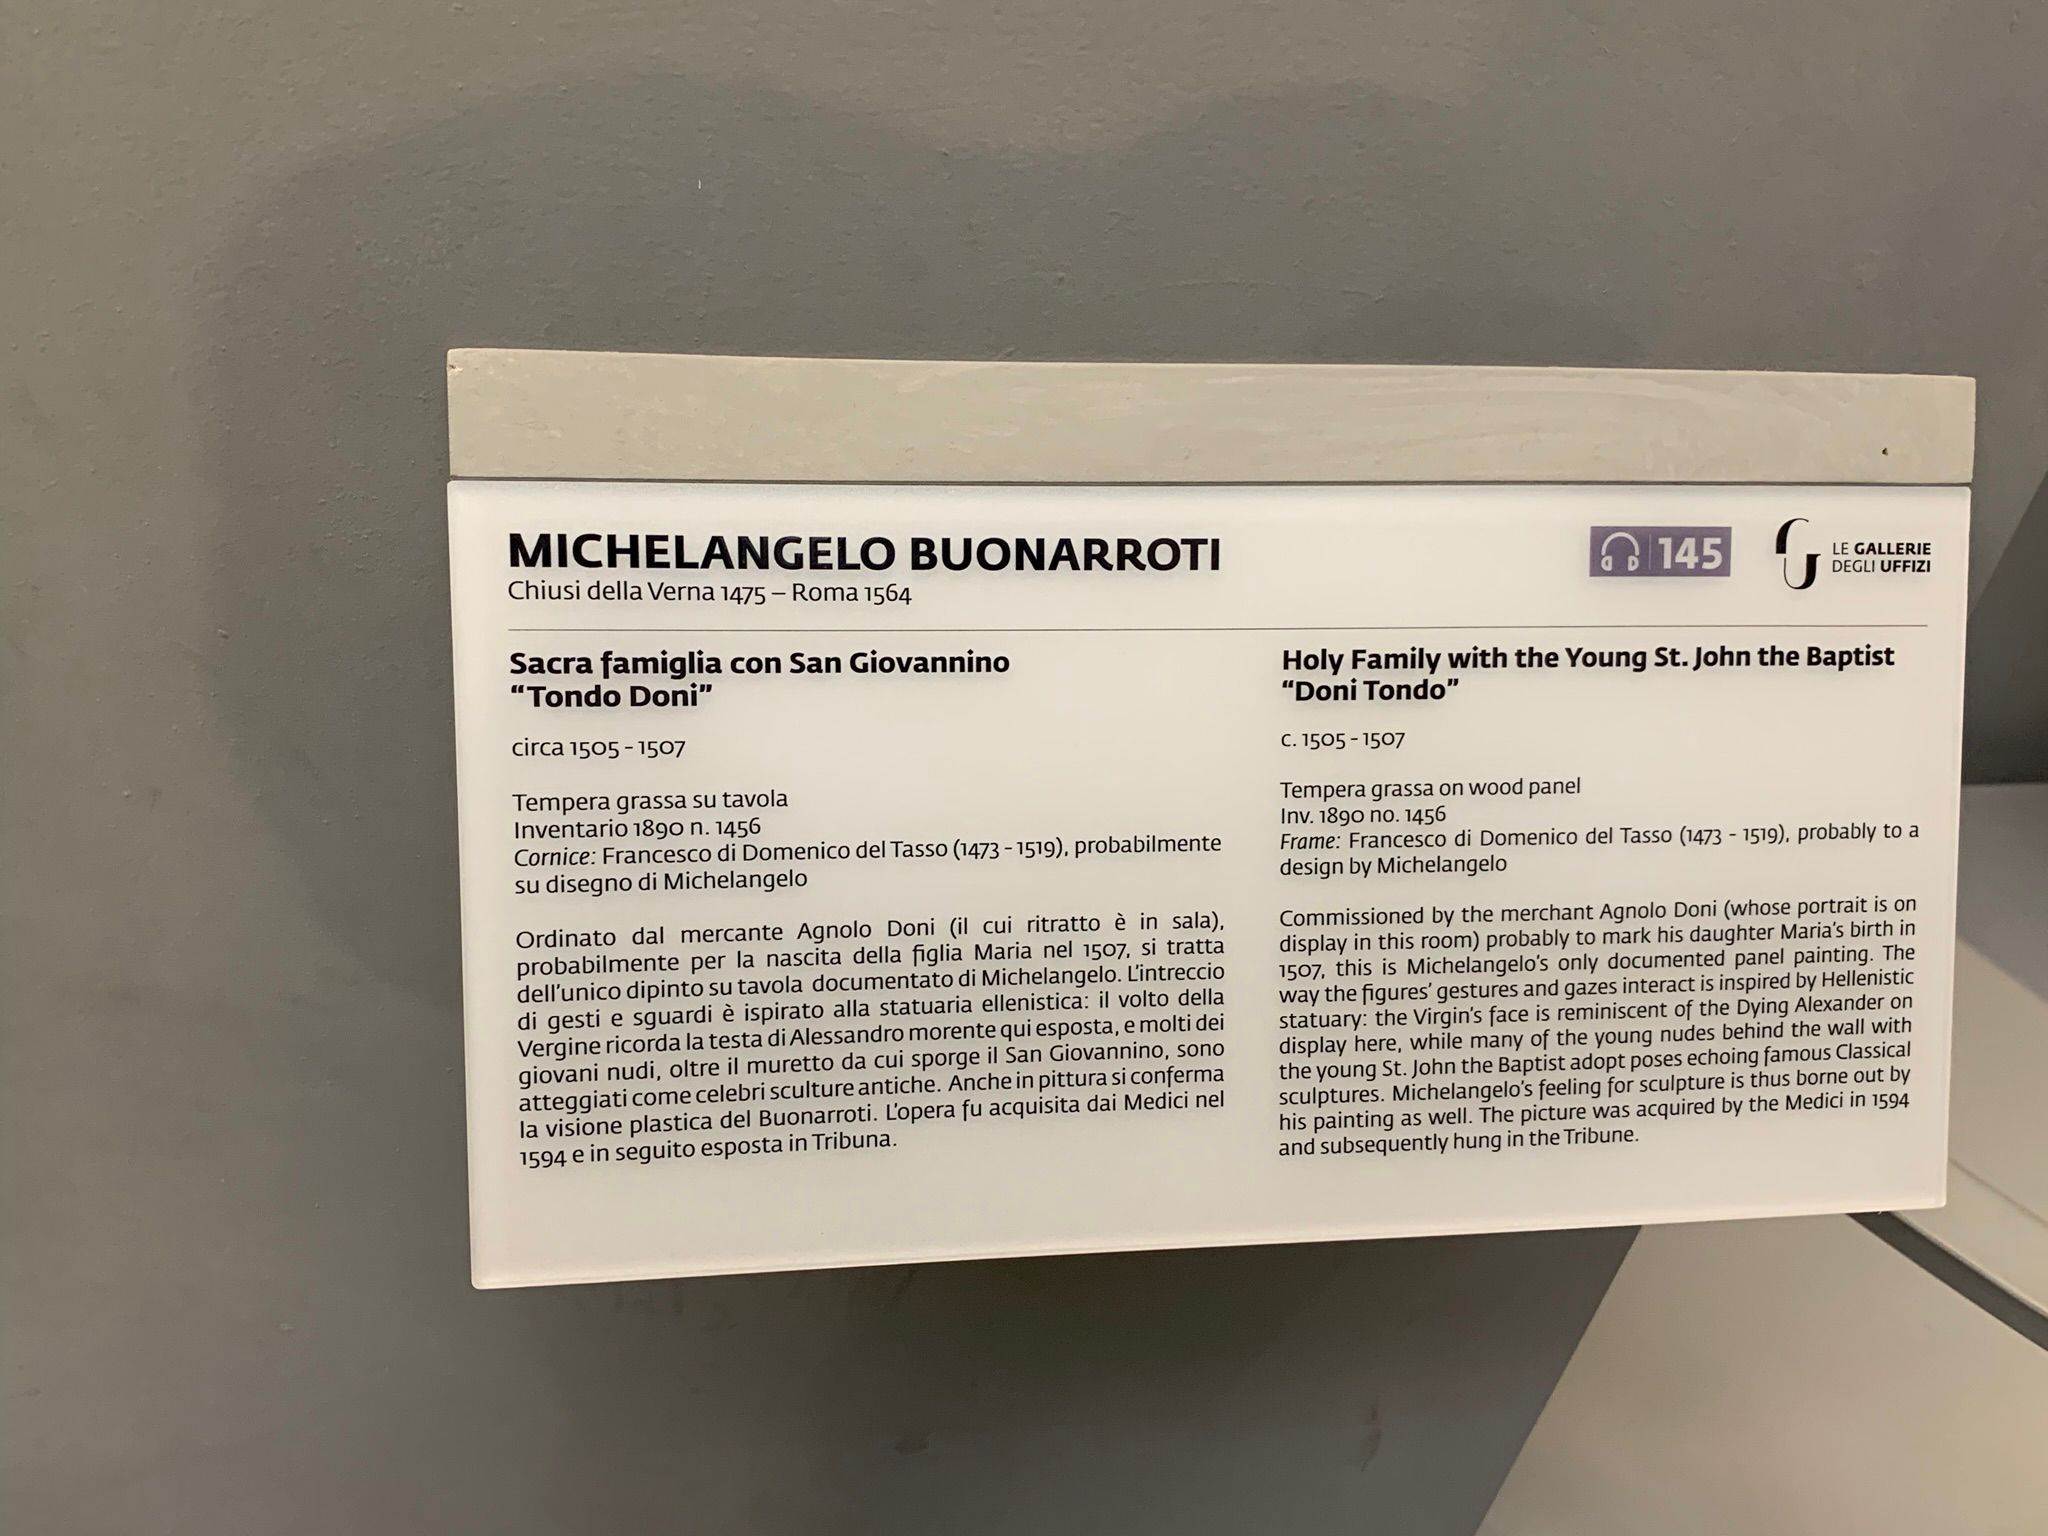 MICHELANGELO BUONARROTI
Chiusi della Verna 1475 – Roma 1564
145
LE GALLERIE
DEGLI UFFIZI
Sacra famiglia con San Giovannino
“Tondo Doni”
circa 1505 - 1507
Tempera grassa su tavola
Inventario 1890 n. 1456
Cornice: Francesco di Domenico del Tasso (1473 - 1519), probabilmente
su disegno di Michelangelo
Ordinato dal mercante Agnolo Doni (il cui ritratto è in sala),
probabilmente per la nascita della figlia Maria nel 1507, si tratta
dell’unico dipinto su tavola documentato di Michelangelo. L’intreccio
di gesti e sguardi è ispirato alla statuaria ellenistica: il volto della
Vergine ricorda la testa di Alessandro morente qui esposta, e molti dei
giovani nudi, oltre il muretto da cui sporge il San Giovannino, sono
atteggiati come celebri sculture antiche. Anche in pittura si conferma
la visione plastica del Buonarroti. L’opera fu acquisita dai Medici nel
1594 e in seguito esposta in Tribuna.
Holy Family with the Young St. John the Baptist
“Doni Tondo”
c. 1505 - 1507
Tempera grassa on wood panel
Inv. 1890 no. 1456
Frame: Francesco di Domenico del Tasso (1473 - 1519), probably to a
design by Michelangelo
Commissioned by the merchant Agnolo Doni (whose portrait is on
display in this room) probably to mark his daughter Maria’s birth in
1507, this is Michelangelo’s only documented panel painting. The
way the figures’ gestures and gazes interact is inspired by Hellenistic
statuary: the Virgin’s face is reminiscent of the Dying Alexander on
display here, while many of the young nudes behind the wall with
the young St. John the Baptist adopt poses echoing famous Classical
sculptures. Michelangelo’s feeling for sculpture is thus borne out by
his painting as well. The picture was acquired by the Medici in 1594
and subsequently hung in the Tribune.